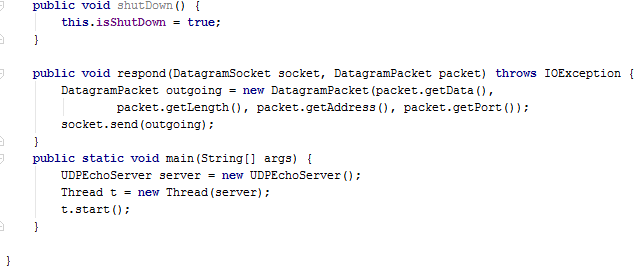 public void shutDown() {
    this.isShutDown = true;
}

public void respond(DatagramSocket socket, DatagramPacket packet) throws IOException {
    DatagramPacket outgoing = new DatagramPacket(packet.getData(),
            packet.getLength(), packet.getAddress(), packet.getPort());
    socket.send(outgoing);
}
public static void main(String[] args) {
    UDPEchoServer server = new UDPEchoServer();
    Thread t = new Thread(server);
    t.start();
}

}